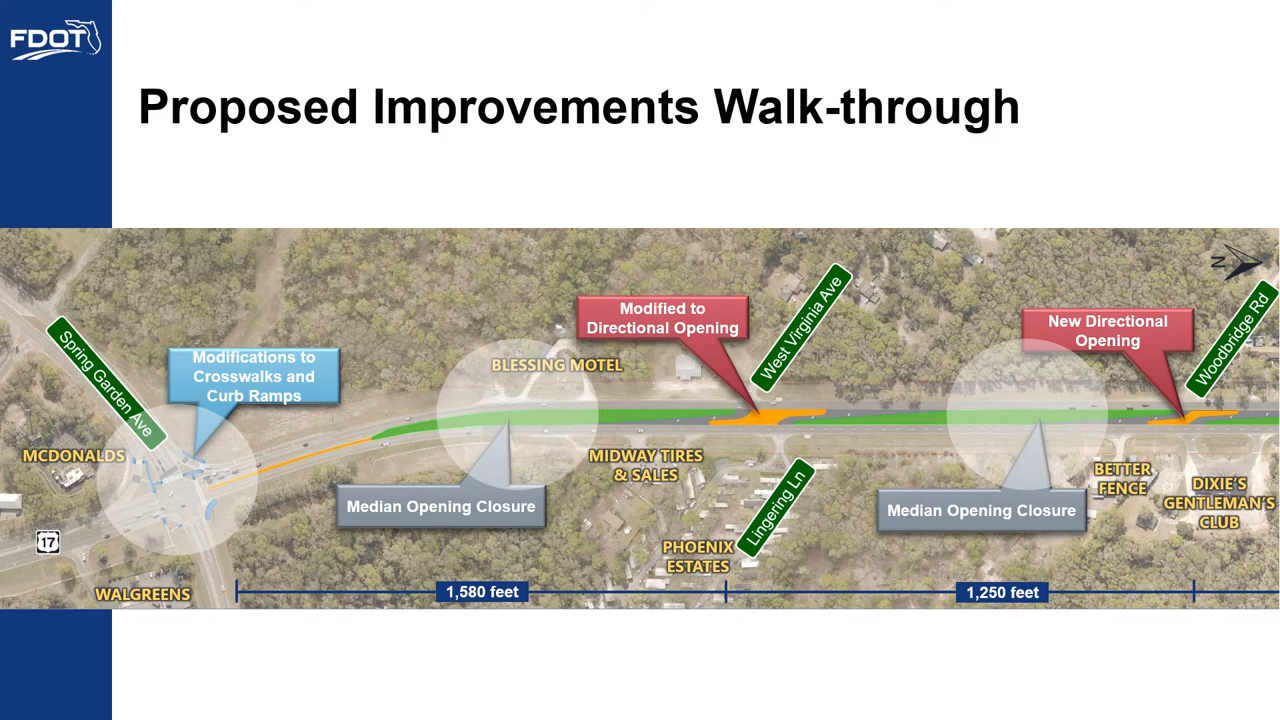 FDOT
Proposed Improvements Walk-through
Spring Garden Ave
Modifications to
Crosswalks and
Curb Ramps
MCDONALDS
17
WALGREENS
BLESSING MOTEL
Median Opening Closure
Modified to
Directional Opening
West Virginia Ave
MIDWAY TIRES
& SALES
Lingering Ln
PHOENIX
ESTATES
Median Opening Closure
New Directional
Opening
Woodbridge Rd
N
BETTER
FENCE
DIXIE'S
GENTLEMAN'S
CLUB
1,580 feet
1,250 feet